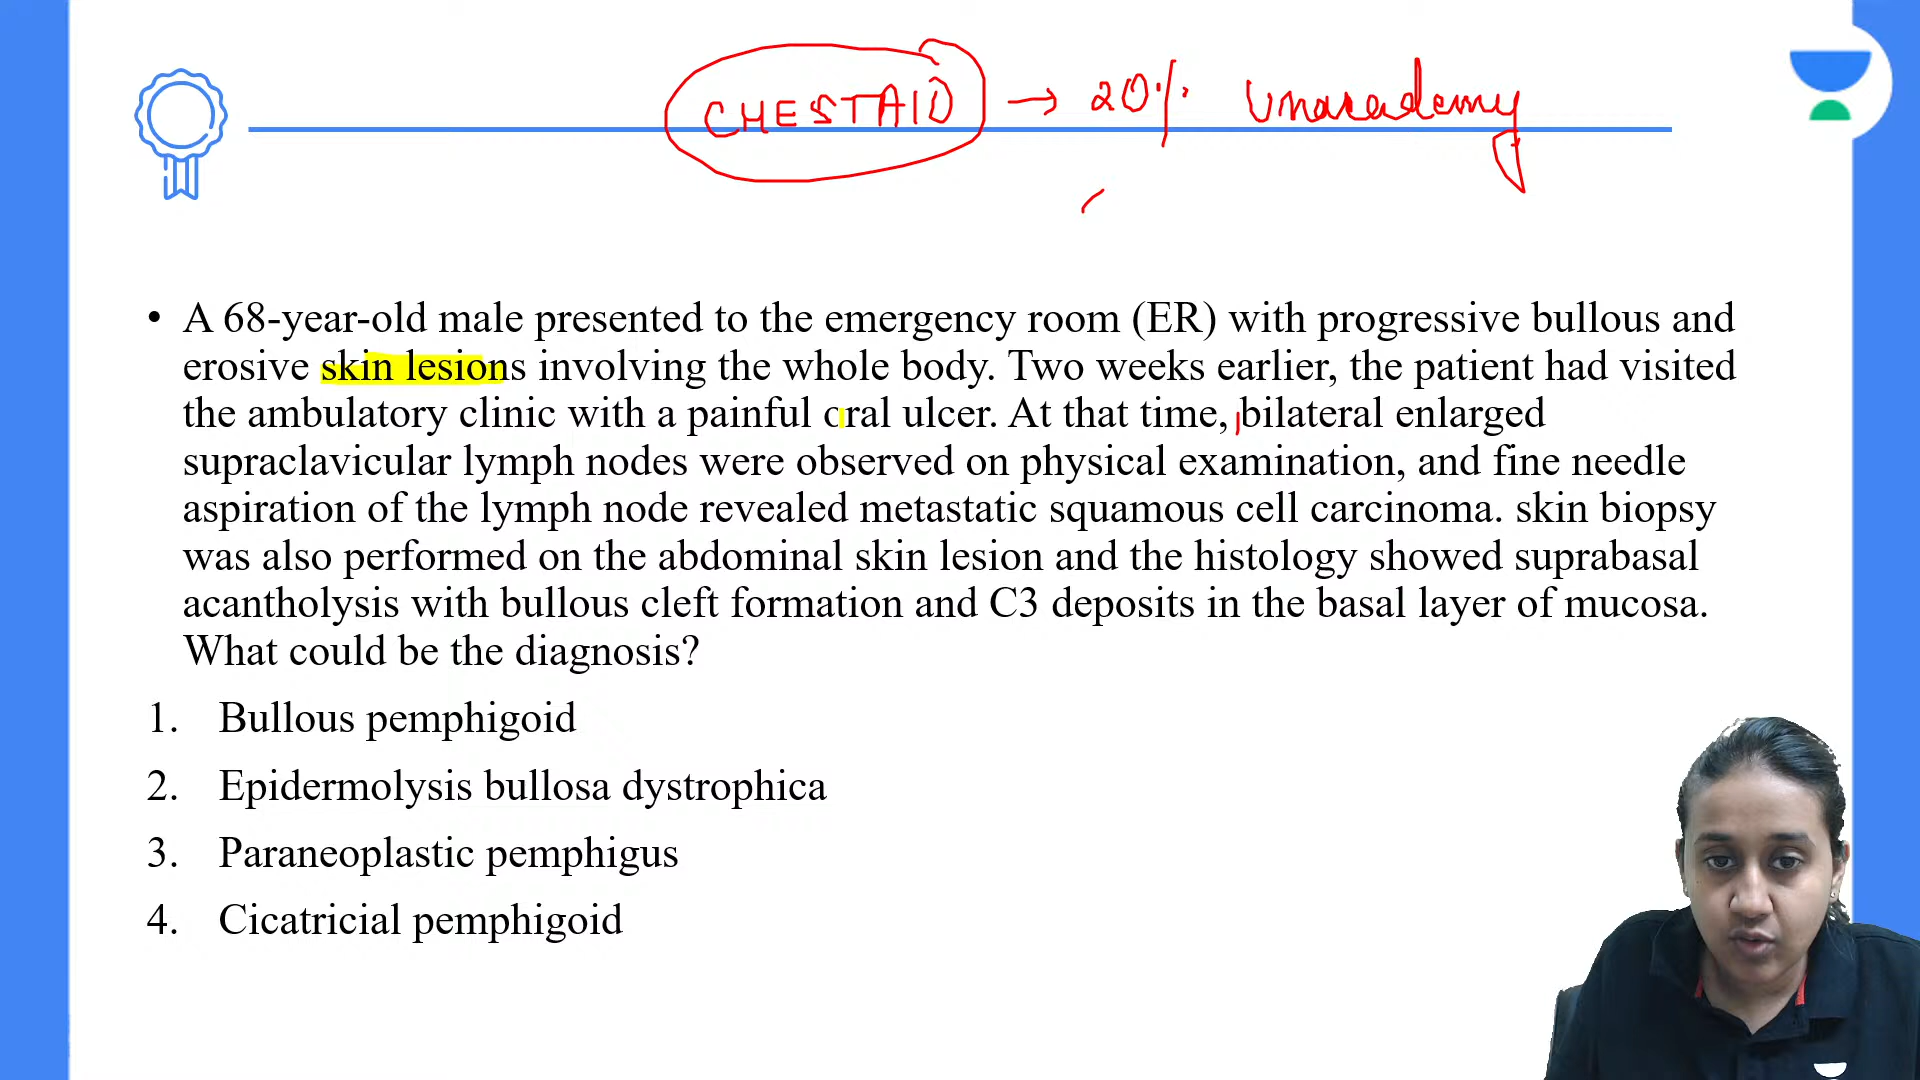 CHESTAID → 20% Unacademy
• A 68-year-old male presented to the emergency room (ER) with progressive bullous and
erosive skin lesions involving the whole body. Two weeks earlier, the patient had visited
the ambulatory clinic with a painful oral ulcer. At that time, bilateral enlarged
supraclavicular lymph nodes were observed on physical examination, and fine needle
aspiration of the lymph node revealed metastatic squamous cell carcinoma. skin biopsy
was also performed on the abdominal skin lesion and the histology showed suprabasal
acantholysis with bullous cleft formation and C3 deposits in the basal layer of mucosa.
What could be the diagnosis?
1. Bullous pemphigoid
2. Epidermolysis bullosa dystrophica
3. Paraneoplastic pemphigus
4. Cicatricial pemphigoid